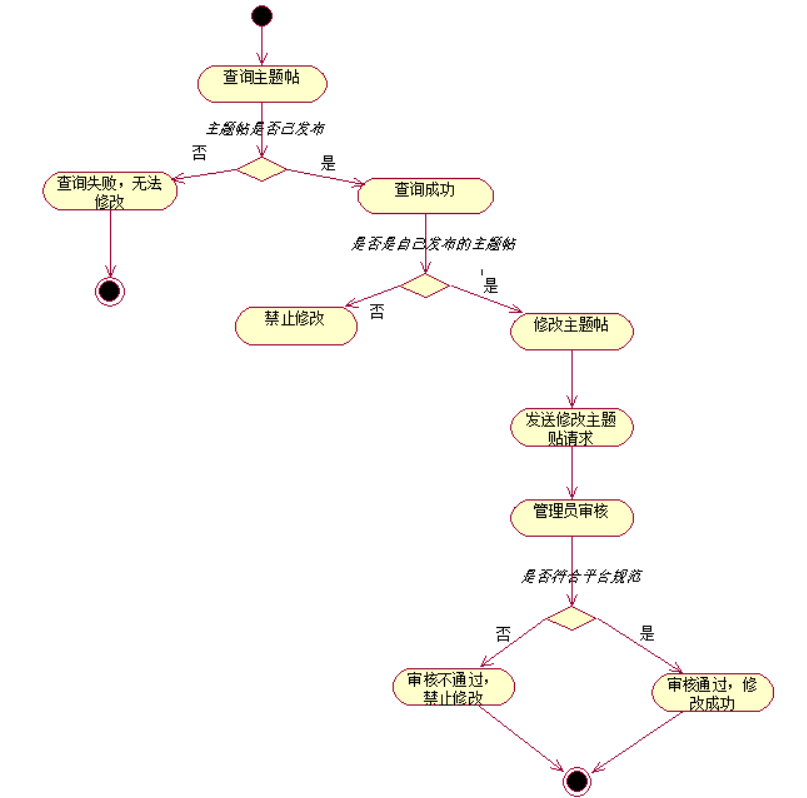 查询主题帖
主题帖是否已发布
否
是
查询失败，无法
修改
查询成功
是否是自己发布的主题帖
是
否
禁止修改
修改主题帖
发送修改主题
贴请求
管理员审核
是否符合平台规范
否
是
审核不通过，
禁止修改
审核通过，修
改成功